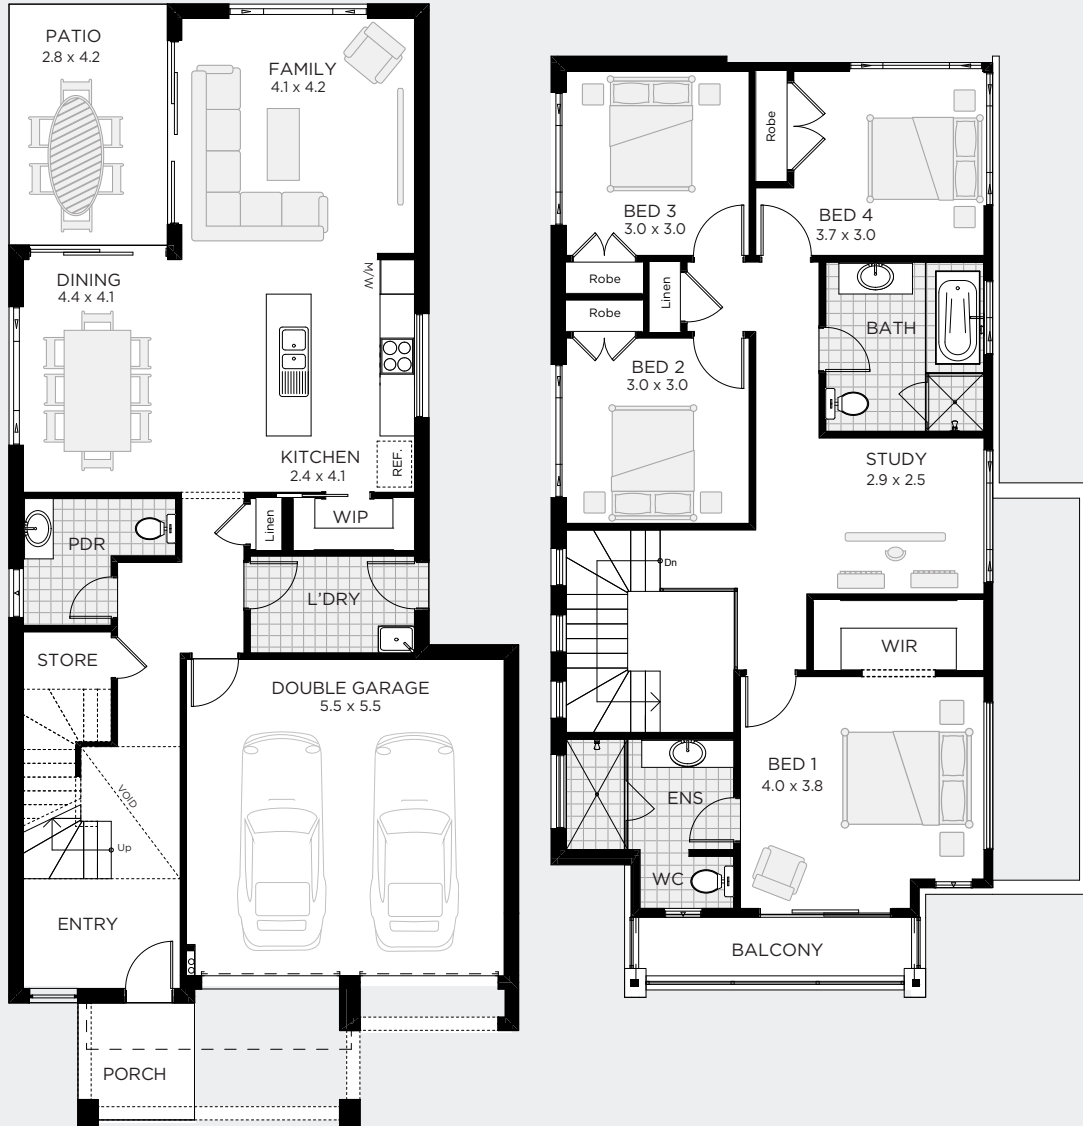 PATIO
2.8 x 4.2
FAMILY
4.1 x 4.2
DINING
4.4 x 4.1
M/W
KITCHEN
2.4 x 4.1
REF.
PDR
Linen
WIP
L'DRY
STORE
DOUBLE GARAGE
5.5 x 5.5
VOID
Up
ENTRY
PORCH
BED 3
3.0 x 3.0
Robe
BED 4
3.7 x 3.0
Robe
Linen
Robe
BATH
BED 2
3.0 x 3.0
STUDY
2.9 x 2.5
Dn
WIR
BED 1
4.0 x 3.8
ENS
WC
BALCONY